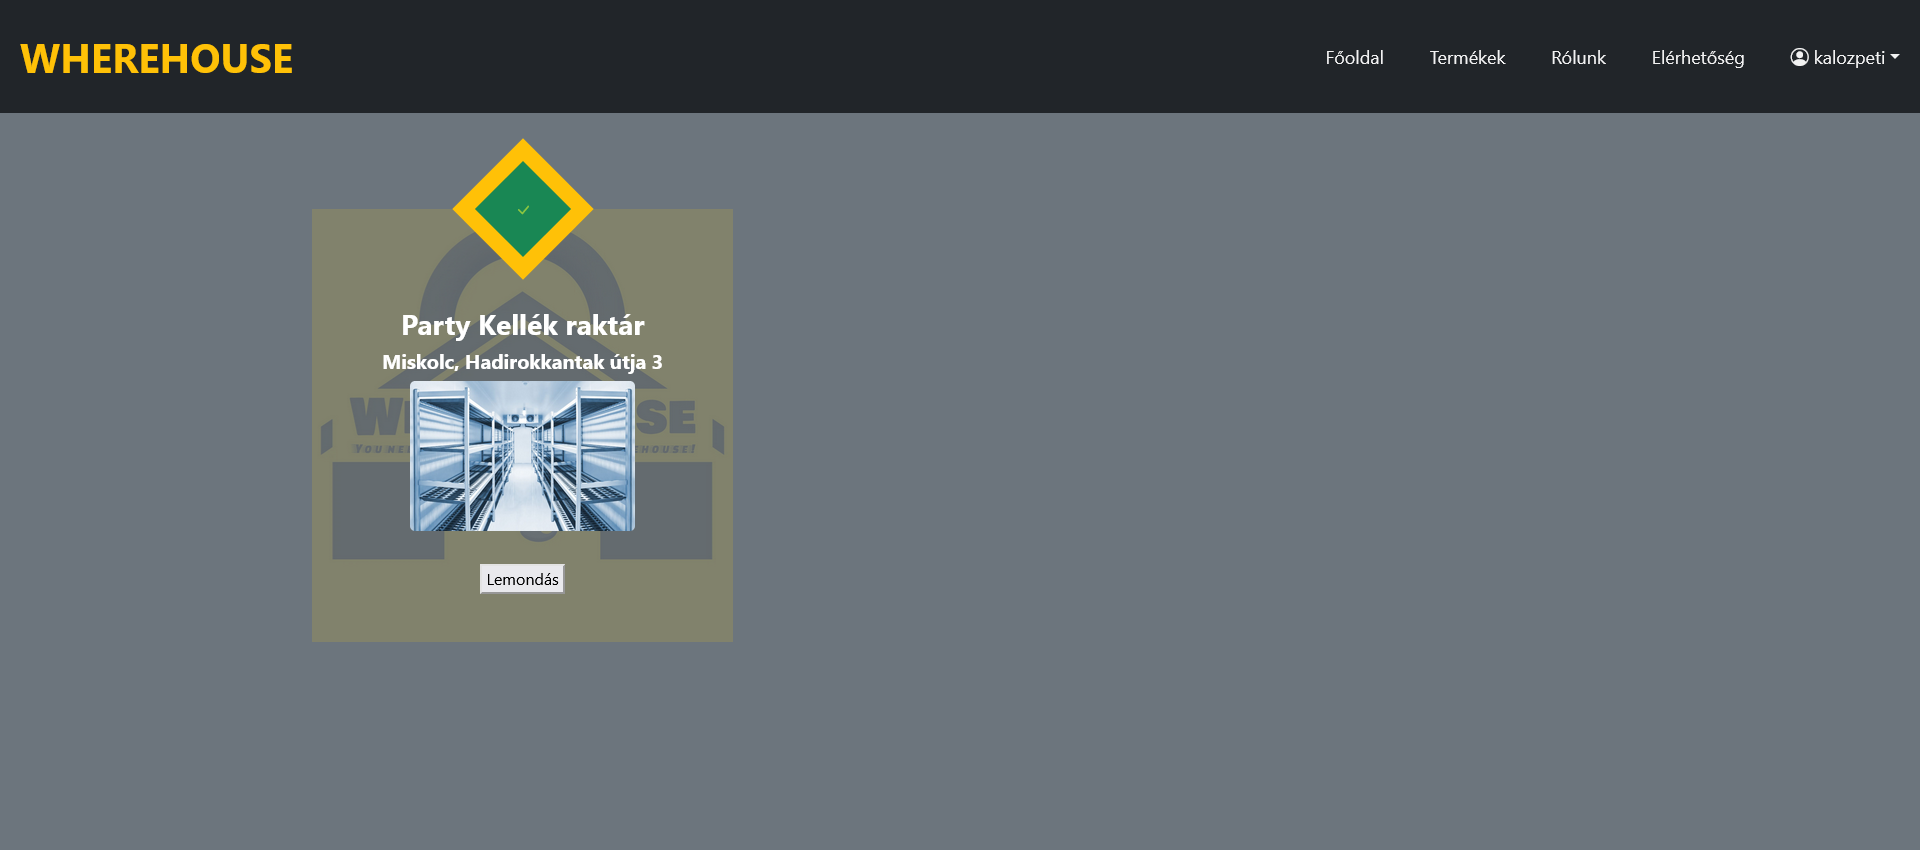 WHEREHOUSE
Főoldal
Termékek
Rólunk
Elérhetőség
kalozpeti
Party Kellék raktár
Miskolc, Hadirokkantak útja 3
Lemondás